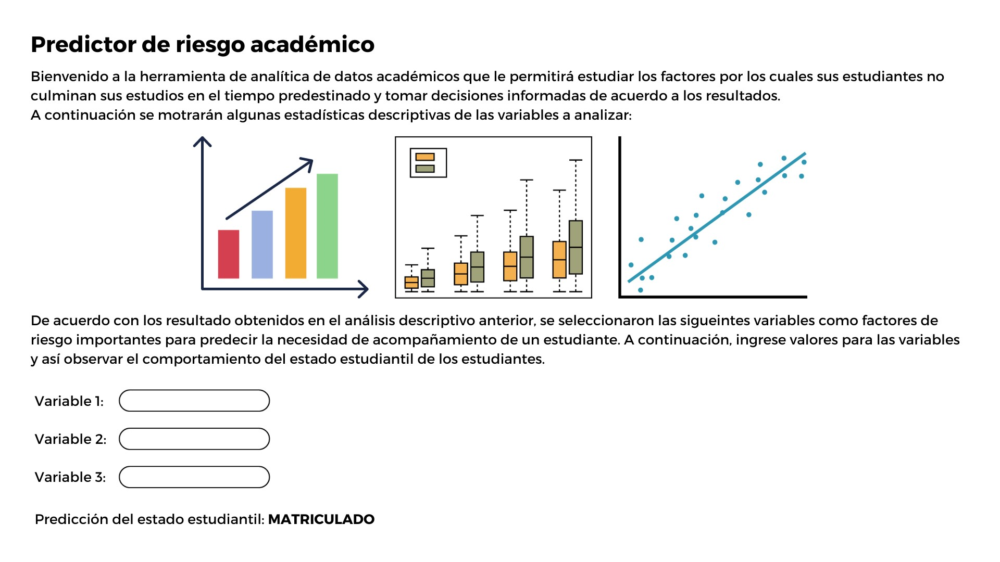 Predictor de riesgo académico
Bienvenido a la herramienta de analítica de datos académicos que le permitirá estudiar los factores por los cuales sus estudiantes no
culminan sus estudios en el tiempo predestinado y tomar decisiones informadas de acuerdo a los resultados.
A continuación se motrarán algunas estadísticas descriptivas de las variables a analizar:
De acuerdo con los resultado obtenidos en el análisis descriptivo anterior, se seleccionaron las sigueintes variables como factores de
riesgo importantes para predecir la necesidad de acompañamiento de un estudiante. A continuación, ingrese valores para las variables
y así observar el comportamiento del estado estudiantil de los estudiantes.
Variable 1:
Variable 2:
Variable 3:
Predicción del estado estudiantil: MATRICULADO